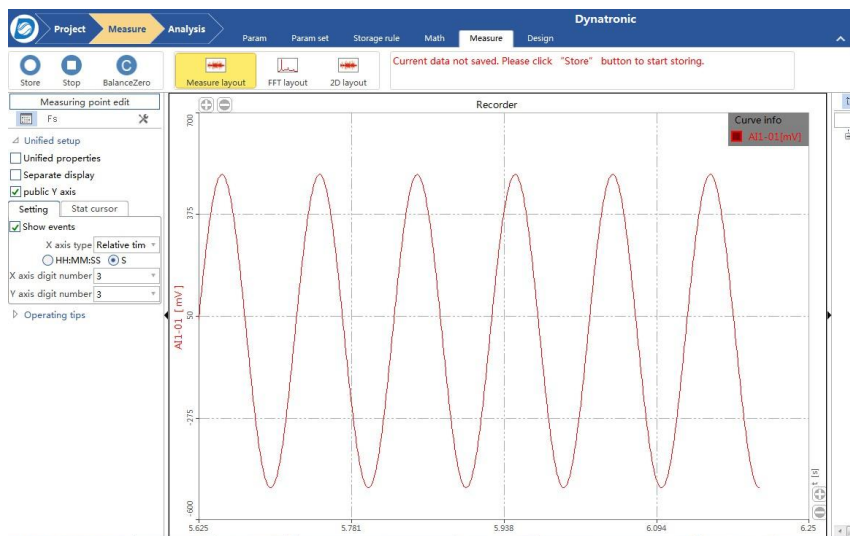 Dynatronic
Project Measure Analysis
Param Param set Storage rule Math Measure Design
Store Stop BalanceZero Measure layout FFT layout 2D layout
Current data not saved. Please click “Store” button to start storing.
Measuring point edit
Fs
Unified setup
Unified properties
Separate display
public Y axis
Setting Stat cursor
Show events
X axis type Relative tim
HH:MM:SS S
X axis digit number 3
Y axis digit number 3
Operating tips
Recorder
Curve info
AI1-01[mV]
700
375
50
-275
-600
AI1-01 [mV]
t [s]
5.625 5.781 5.938 6.094 6.25